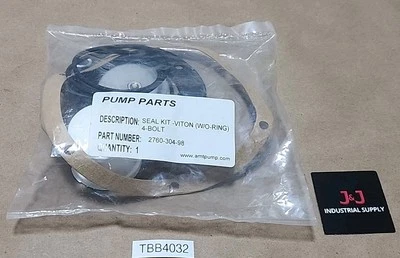 PUMP PARTS
DESCRIPTION: SEAL KIT -VITON (W/O-RING)
4-BOLT
PART NUMBER: 2760-304-98
QUANTITY: 1
www.amtpump.com
J&J
INDUSTRIAL SUPPLY
TBB4032